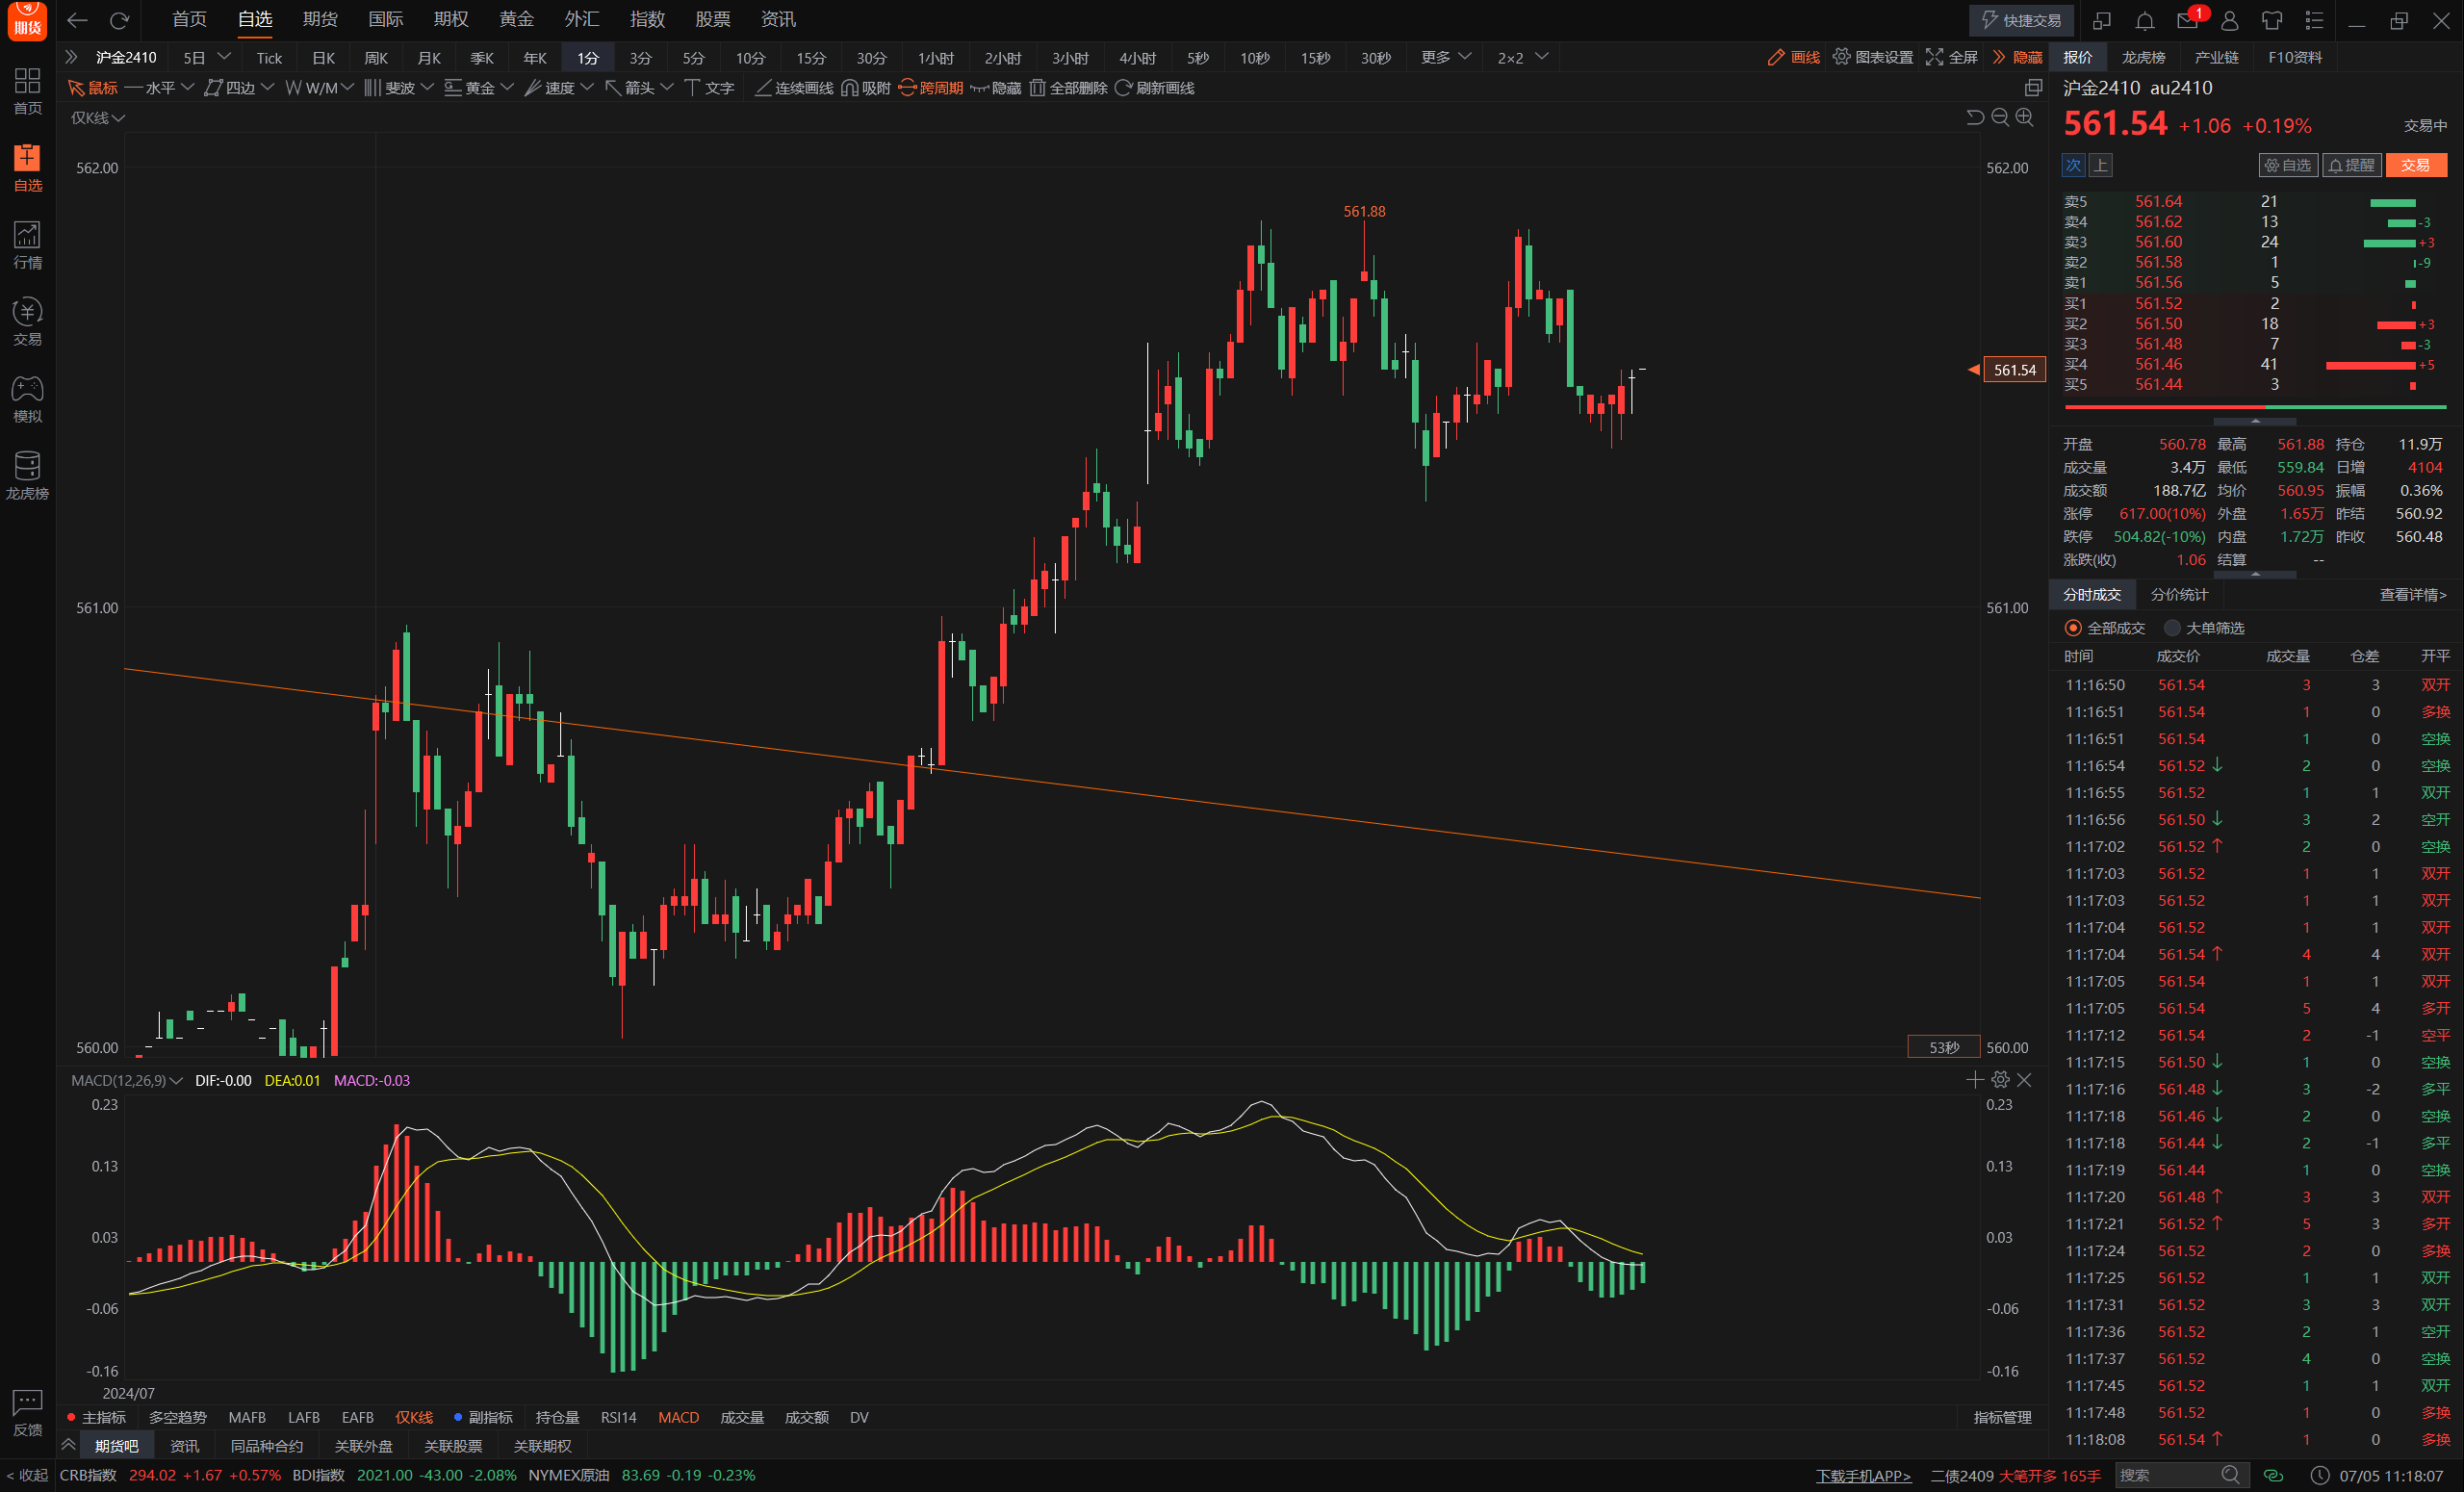 期货 首页 自选 期货 国际 期权 黄金 外汇 指数 股票 资讯 快捷交易 1
沪金2410 5日 Tick 日K 周K 月K 季K 年K 1分 3分 5分 10分 15分 30分 1小时 2小时 3小时 4小时 5秒 10秒 15秒 30秒 更多 2×2 画线 图表设置 全屏 隐藏 报价 龙虎榜 产业链 F10资料
鼠标 水平 四边 W/M 斐波 黄金 速度 箭头 文字 连续画线 吸附 跨周期 隐藏 全部删除 刷新画线
首页
自选
行情
交易
模拟
龙虎榜
反馈
仅K线
562.00 562.00
561.88
561.54
561.00 561.00
560.00 53秒 560.00
MACD(12,26,9) DIF:-0.00 DEA:0.01 MACD:-0.03
0.23 0.23
0.13 0.13
0.03 0.03
-0.06 -0.06
-0.16 -0.16
2024/07
主指标 多空趋势 MAFB LAFB EAFB 仅K线 副指标 持仓量 RSI14 MACD 成交量 成交额 DV 指标管理
期货吧 资讯 同品种合约 关联外盘 关联股票 关联期权
沪金2410 au2410
561.54 +1.06 +0.19% 交易中
次 上 自选 提醒 交易
卖5 561.64 21
卖4 561.62 13 -3
卖3 561.60 24 +3
卖2 561.58 1 -9
卖1 561.56 5
买1 561.52 2
买2 561.50 18 +3
买3 561.48 7 -3
买4 561.46 41 +5
买5 561.44 3
开盘 560.78 最高 561.88 持仓 11.9万
成交量 3.4万 最低 559.84 日增 4104
成交额 188.7亿 均价 560.95 振幅 0.36%
涨停 617.00(10%) 外盘 1.65万 昨结 560.92
跌停 504.82(-10%) 内盘 1.72万 昨收 560.48
涨跌(收) 1.06 结算 --
分时成交 分价统计 查看详情>
全部成交 大单筛选
时间 成交价 成交量 仓差 开平
11:16:50 561.54 3 3 双开
11:16:51 561.54 1 0 多换
11:16:51 561.54 1 0 空换
11:16:54 561.52 ↓ 2 0 空换
11:16:55 561.52 1 1 双开
11:16:56 561.50 ↓ 3 2 空开
11:17:02 561.52 ↑ 2 0 空换
11:17:03 561.52 1 1 双开
11:17:03 561.52 1 1 双开
11:17:04 561.52 1 1 双开
11:17:04 561.54 ↑ 4 4 双开
11:17:05 561.54 1 1 双开
11:17:05 561.54 5 4 多开
11:17:12 561.54 2 -1 空平
11:17:15 561.50 ↓ 1 0 空换
11:17:16 561.48 ↓ 3 -2 多平
11:17:18 561.46 ↓ 2 0 空换
11:17:18 561.44 ↓ 2 -1 多平
11:17:19 561.44 1 0 空换
11:17:20 561.48 ↑ 3 3 双开
11:17:21 561.52 ↑ 5 3 多开
11:17:24 561.52 2 0 多换
11:17:25 561.52 1 1 双开
11:17:31 561.52 3 3 双开
11:17:36 561.52 2 1 空开
11:17:37 561.52 4 0 空换
11:17:45 561.52 1 1 双开
11:17:48 561.52 1 0 多换
11:18:08 561.54 ↑ 1 0 多换
< 收起 CRB指数 294.02 +1.67 +0.57% BDI指数 2021.00 -43.00 -2.08% NYMEX原油 83.69 -0.19 -0.23% 下载手机APP> 二债2409 大笔开多 165手 搜索 07/05 11:18:07